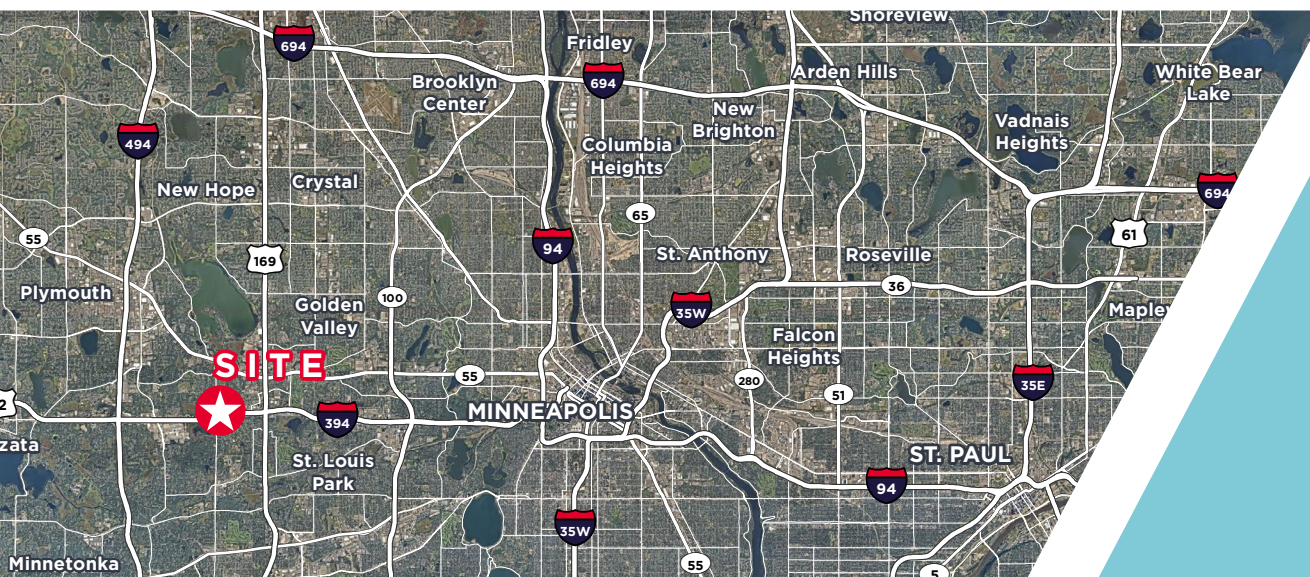 Shoreview
694
Fridley
694
Arden Hills
White Bear
Lake
Brooklyn
Center
New
Brighton
Vadnais
Heights
494
Columbia
Heights
New Hope
Crystal
694
65
55
94
61
169
St. Anthony
Roseville
Plymouth
100
36
Golden
Valley
35W
Maple
Falcon
Heights
SITE
55
280
35E
51
2
394
MINNEAPOLIS
zata
St. Louis
Park
ST. PAUL
94
35W
Minnetonka
55
5